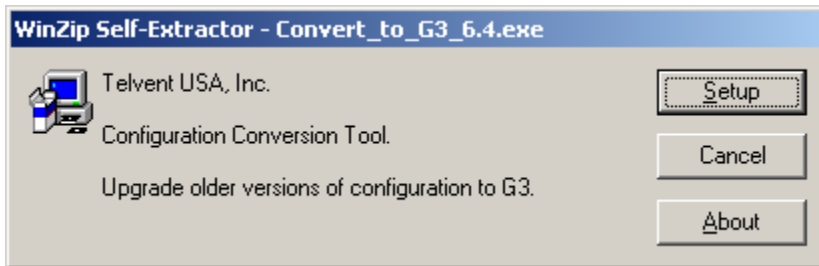 WinZip Self-Extractor - Convert_to_G3_6.4.exe
Telvent USA, Inc.
Configuration Conversion Tool.
Upgrade older versions of configuration to G3.
Setup
Cancel
About